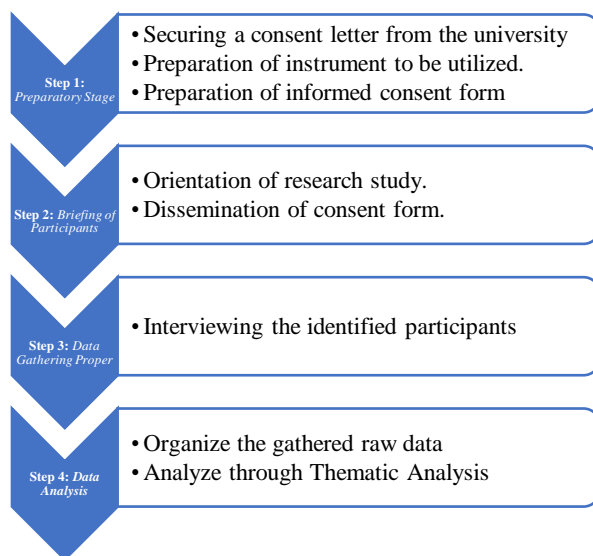 Step 1:
Preparatory Stage
• Securing a consent letter from the university
• Preparation of instrument to be utilized.
• Preparation of informed consent form
Step 2: Briefing of
Participants
• Orientation of research study.
• Dissemination of consent form.
Step 3: Data
Gathering Proper
• Interviewing the identified participants
Step 4: Data
Analysis
• Organize the gathered raw data
• Analyze through Thematic Analysis